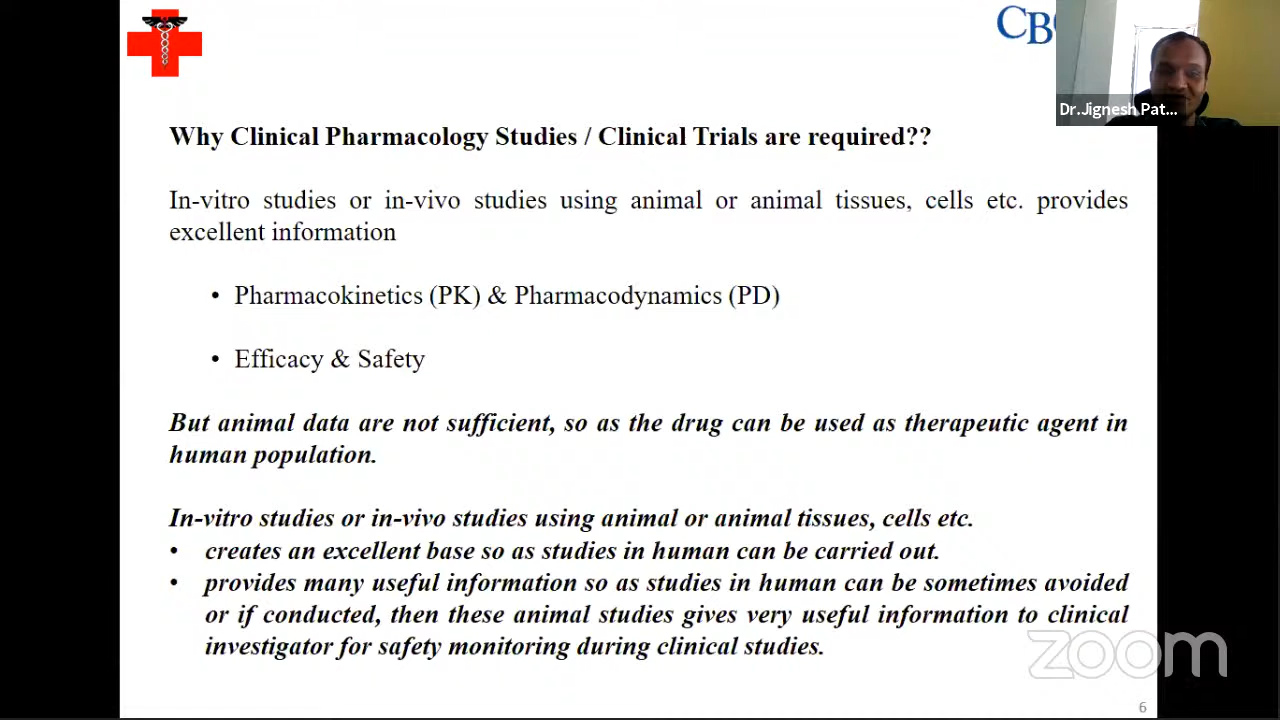 CB
Dr.Jignesh Pat...
Why Clinical Pharmacology Studies / Clinical Trials are required??
In-vitro studies or in-vivo studies using animal or animal tissues, cells etc. provides
excellent information
• Pharmacokinetics (PK) & Pharmacodynamics (PD)
• Efficacy & Safety
But animal data are not sufficient, so as the drug can be used as therapeutic agent in
human population.
In-vitro studies or in-vivo studies using animal or animal tissues, cells etc.
• creates an excellent base so as studies in human can be carried out.
• provides many useful information so as studies in human can be sometimes avoided
or if conducted, then these animal studies gives very useful information to clinical
investigator for safety monitoring during clinical studies.
zoom
6